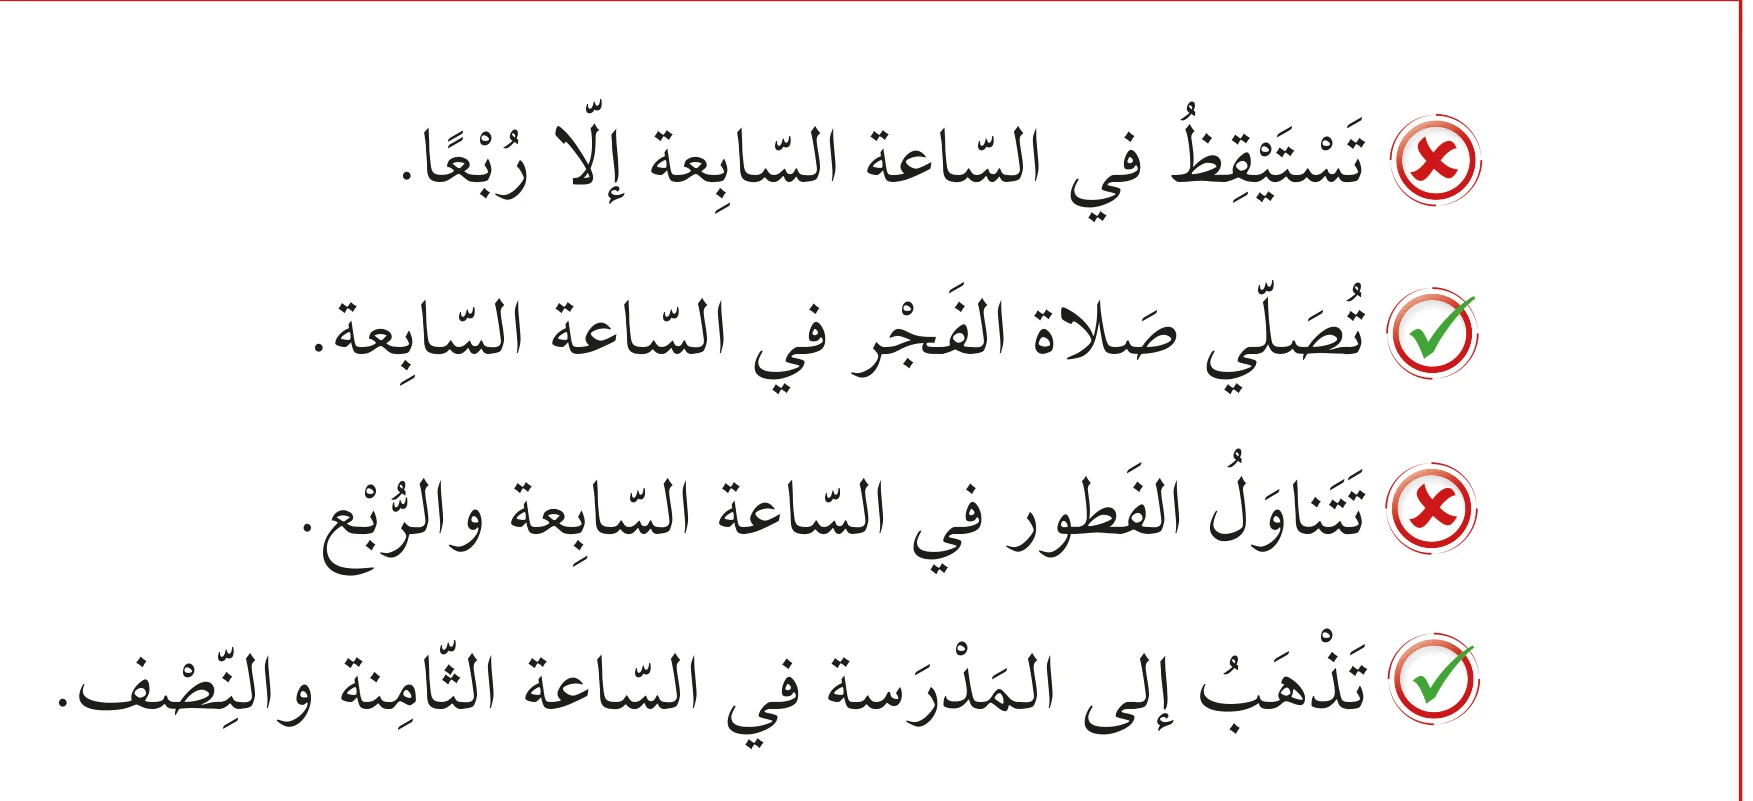 تَسْتَيْقِظُ في السّاعة السّابِعة إلّا رُبْعًا.
تُصَلّي صَلاة الفَجْر في السّاعة السّابِعة.
تَتَناوَلُ الفَطور في السّاعة السّابِعة والرُّبْع.
تَذْهَبُ إلى المَدْرَسة في السّاعة الثّامِنة والنِّصْف.